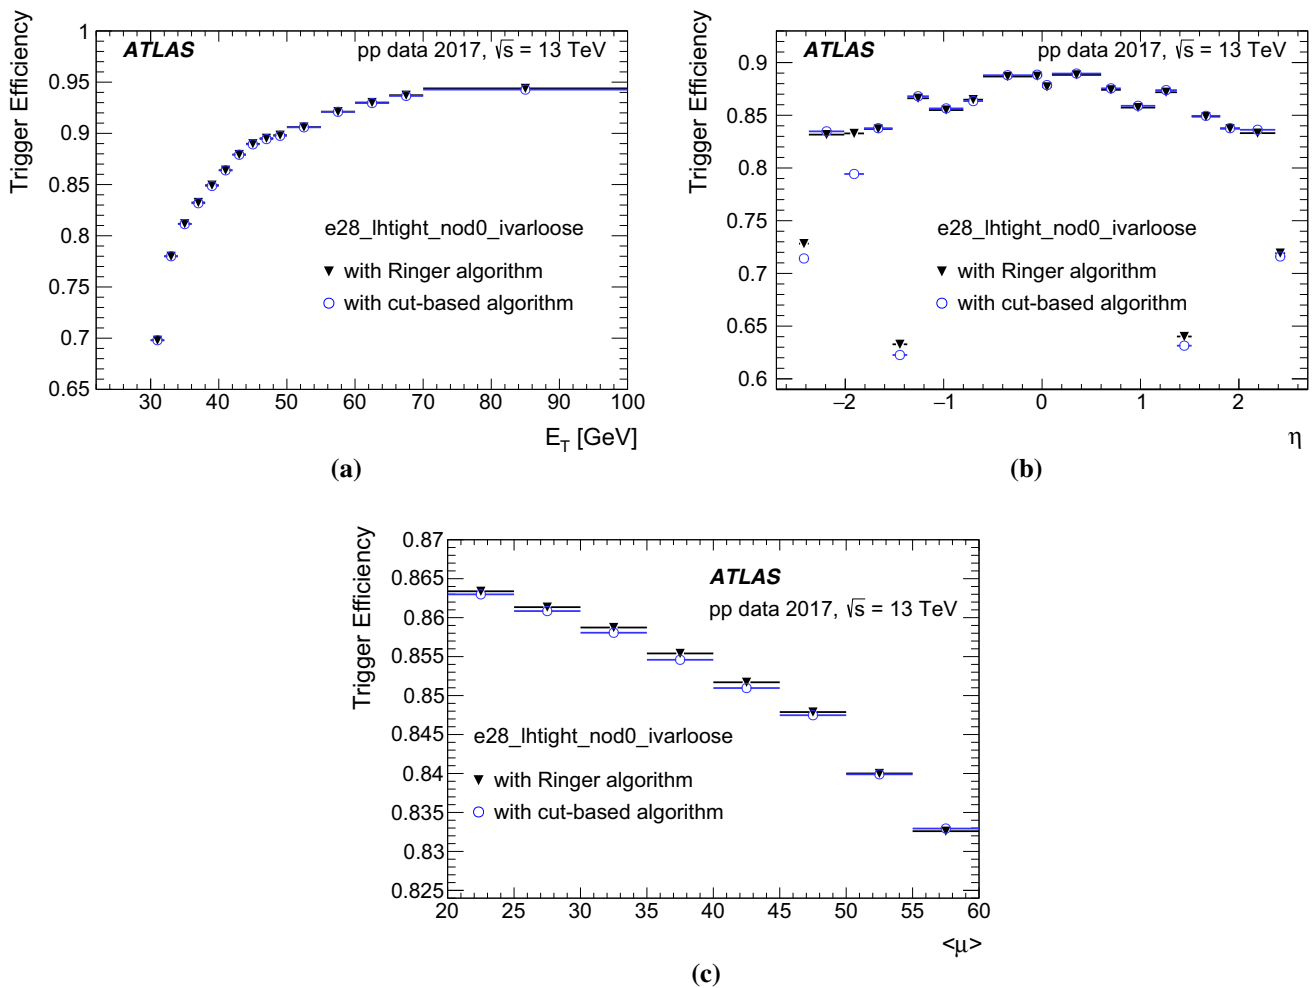 Trigger Efficiency
1
0.95
0.9
0.85
0.8
0.75
0.7
0.65
ATLAS
pp data 2017, √s = 13 TeV
e28_lhtight_nod0_ivarloose
with Ringer algorithm
with cut-based algorithm
30 40 50 60 70 80 90 100
E_T [GeV]
(a)
Trigger Efficiency
0.9
0.85
0.8
0.75
0.7
0.65
0.6
ATLAS
pp data 2017, √s = 13 TeV
e28_lhtight_nod0_ivarloose
with Ringer algorithm
with cut-based algorithm
−2 −1 0 1 2
η
(b)
Trigger Efficiency
0.87
0.865
0.86
0.855
0.85
0.845
0.84
0.835
0.83
0.825
ATLAS
pp data 2017, √s = 13 TeV
e28_lhtight_nod0_ivarloose
with Ringer algorithm
with cut-based algorithm
20 25 30 35 40 45 50 55 60
<μ>
(c)